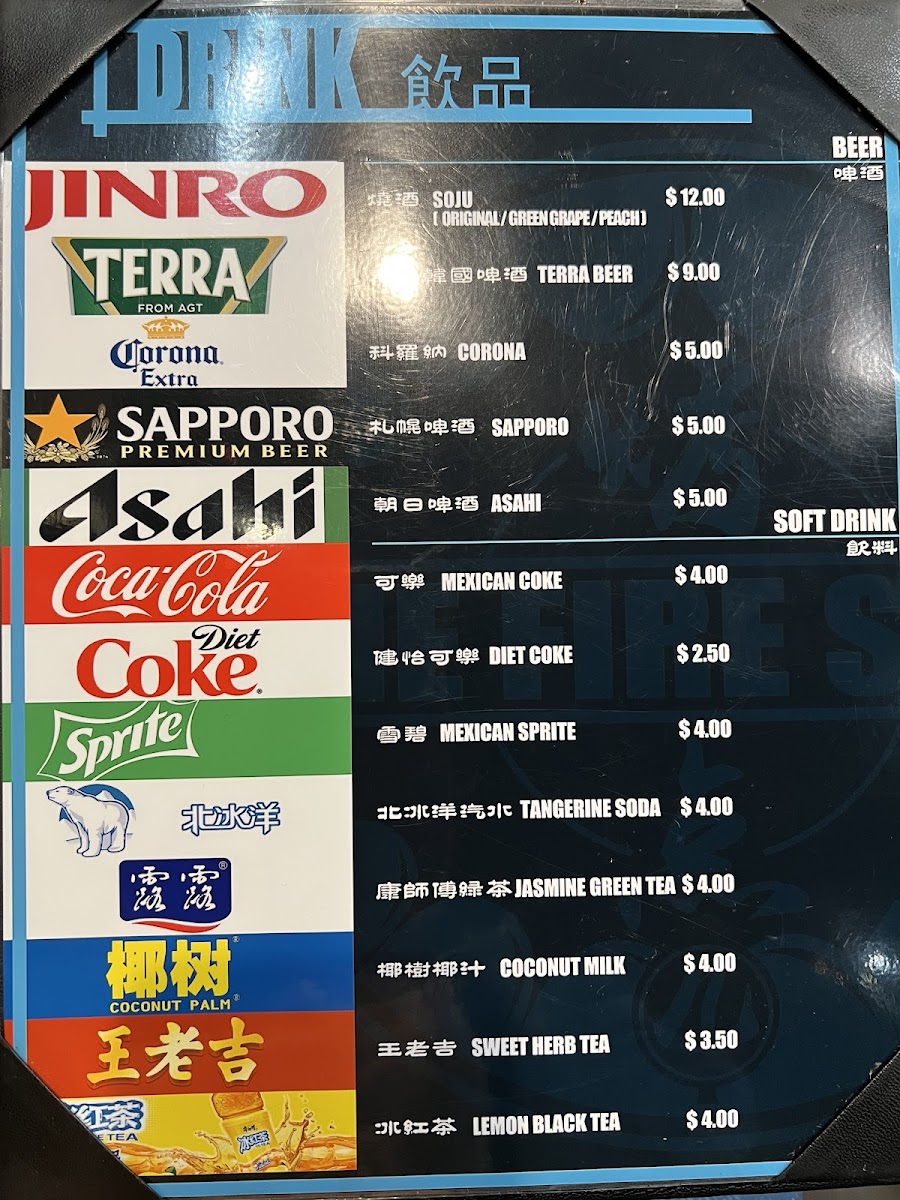 DRINK 飲品
BEER
啤酒
JINRO
燒酒 SOJU $12.00
( ORIGINAL / GREEN GRAPE / PEACH )
TERRA
FROM AGT
韓國啤酒 TERRA BEER $9.00
Corona
Extra
科羅納 CORONA $5.00
SAPPORO
PREMIUM BEER
札幌啤酒 SAPPORO $5.00
Asahi
朝日啤酒 ASAHI $5.00
SOFT DRINK
飲料
Coca-Cola
可樂 MEXICAN COKE $4.00
Diet
Coke
健怡可樂 DIET COKE $2.50
Sprite
雪碧 MEXICAN SPRITE $4.00
北冰洋
北冰洋汽水 TANGERINE SODA $4.00
露露
康師傅綠茶 JASMINE GREEN TEA $4.00
椰树
COCONUT PALM
椰樹椰汁 COCONUT MILK $4.00
王老吉
王老吉 SWEET HERB TEA $3.50
冰红茶
TEA
冰紅茶 LEMON BLACK TEA $4.00
FIRE